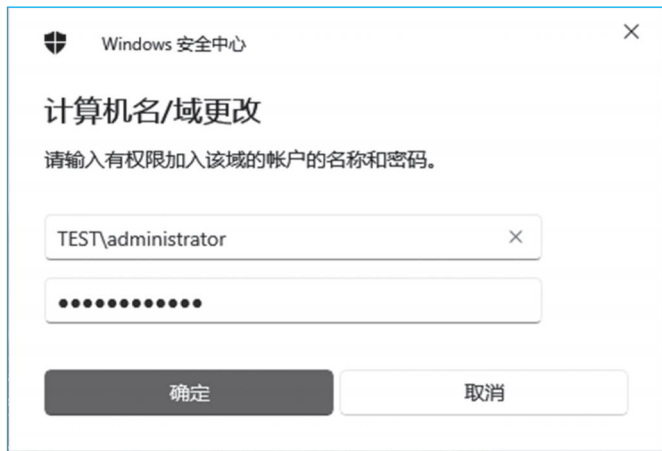 Windows 安全中心
计算机名/域更改
请输入有权限加入该域的帐户的名称和密码。
TEST\administrator
●●●●●●●●●●●●
确定
取消